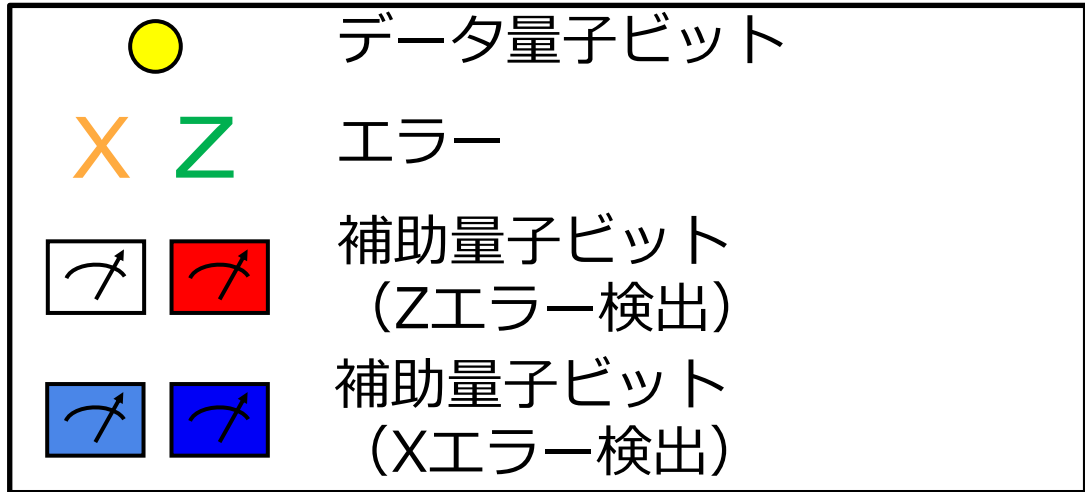 データ量子ビット
X Z エラー
補助量子ビット
（Zエラー検出）
補助量子ビット
（Xエラー検出）